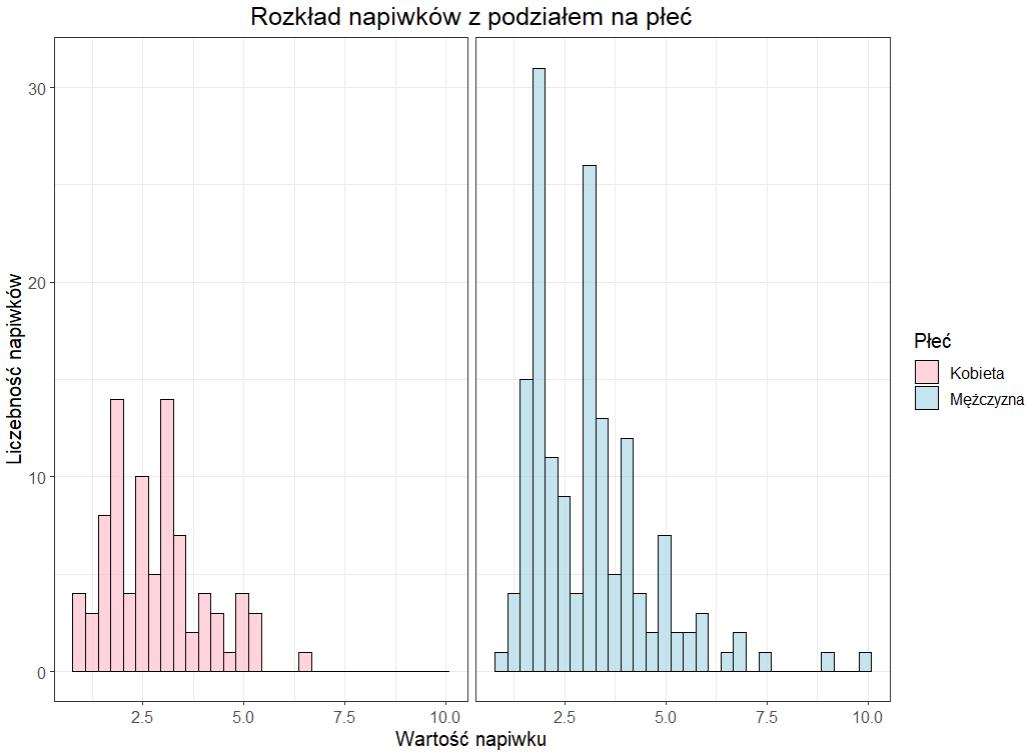 Rozkład napiwków z podziałem na płeć
Liczebność napiwków
30
20
10
0
2.5 5.0 7.5 10.0 2.5 5.0 7.5 10.0
Wartość napiwku
Płeć
Kobieta
Mężczyzna